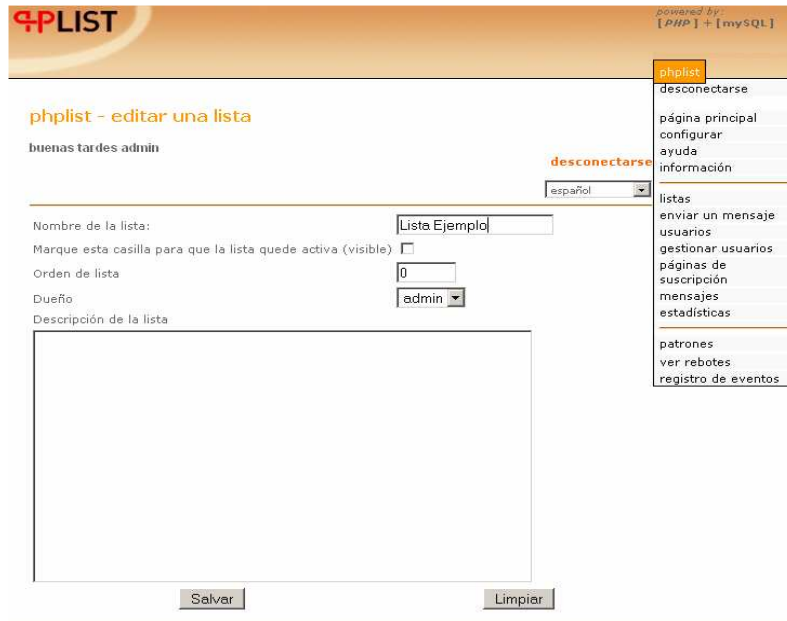 PLIST
powered by:
[PHP] + [mySQL]
phplist
desconectarse
página principal
configurar
ayuda
información
listas
enviar un mensaje
usuarios
gestionar usuarios
páginas de
suscripción
mensajes
estadísticas
patrones
ver rebotes
registro de eventos
phplist - editar una lista
buenas tardes admin
desconectarse
español
Nombre de la lista: Lista Ejemplo
Marque esta casilla para que la lista quede activa (visible)
Orden de lista 0
Dueño admin
Descripción de la lista
Salvar Limpiar